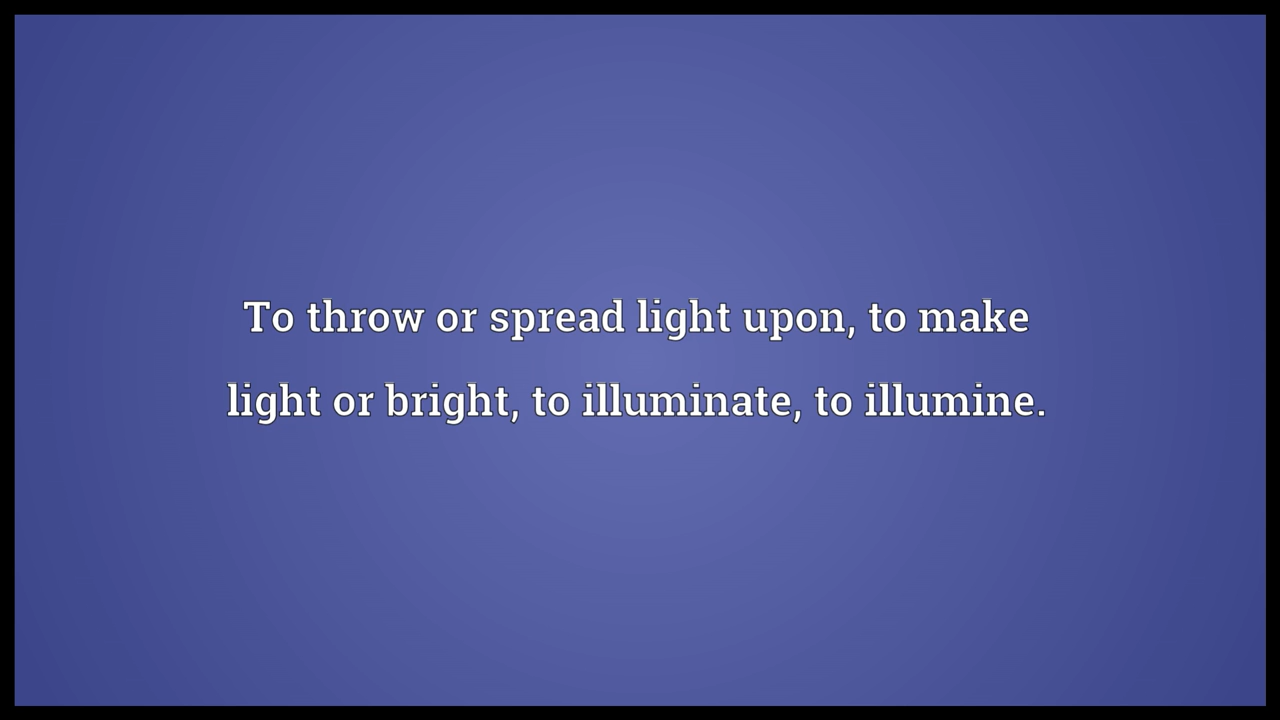 To throw or spread light upon, to make
light or bright, to illuminate, to illumine.